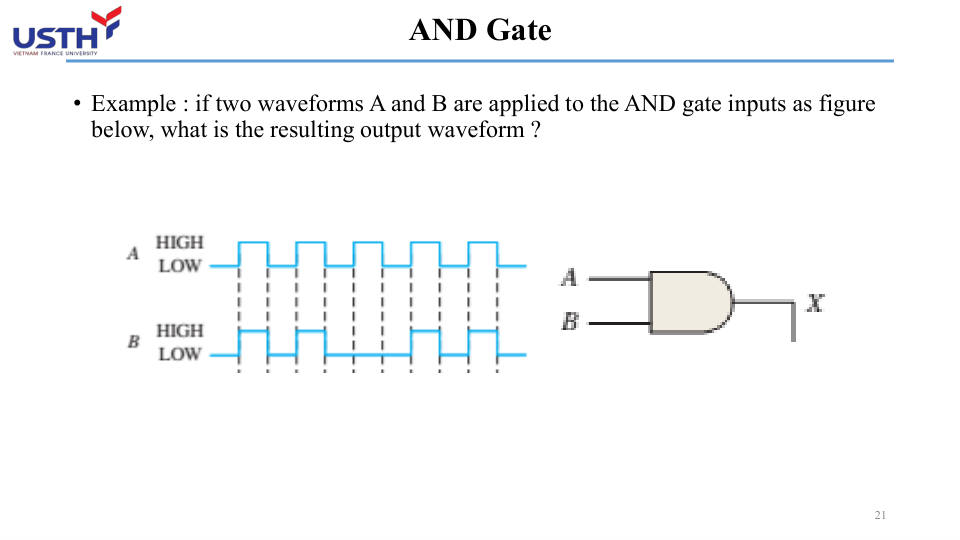 USTH
VIETNAM FRANCE UNIVERSITY
AND Gate
• Example : if two waveforms A and B are applied to the AND gate inputs as figure
below, what is the resulting output waveform ?
A
HIGH
LOW
B
HIGH
LOW
A
B
X
21